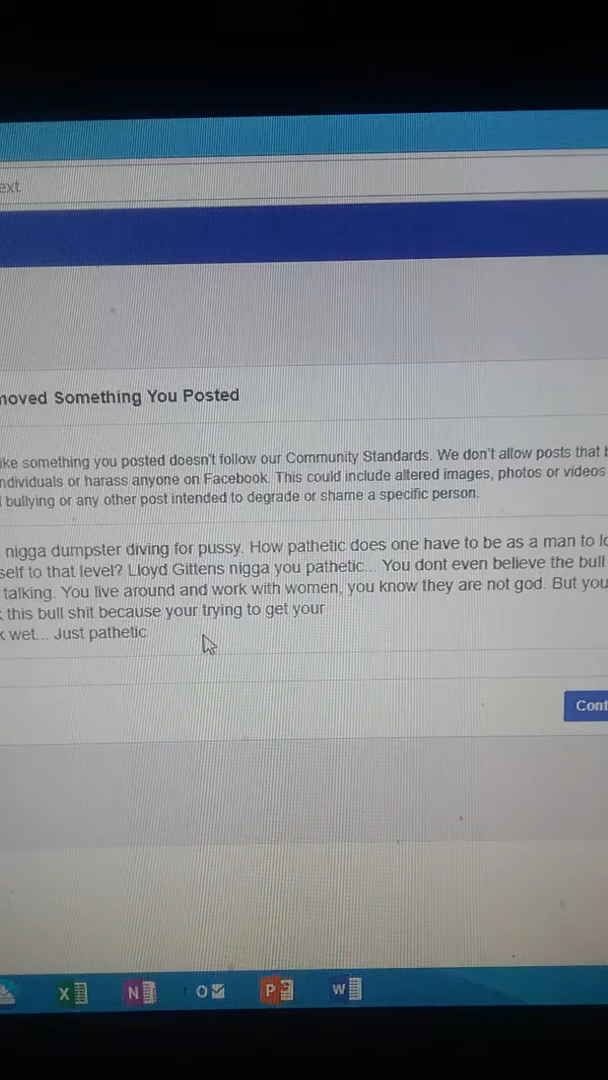 ext
moved Something You Posted
ike something you posted doesn't follow our Community Standards. We don't allow posts that b
ndividuals or harass anyone on Facebook. This could include altered images, photos or videos
bullying or any other post intended to degrade or shame a specific person.
nigga dumpster diving for pussy. How pathetic does one have to be as a man to lo
self to that level? Lloyd Gittens nigga you pathetic... You dont even believe the bull
talking. You live around and work with women, you know they are not god. But you
this bull shit because your trying to get your
k wet... Just pathetic
Cont
X N O P W